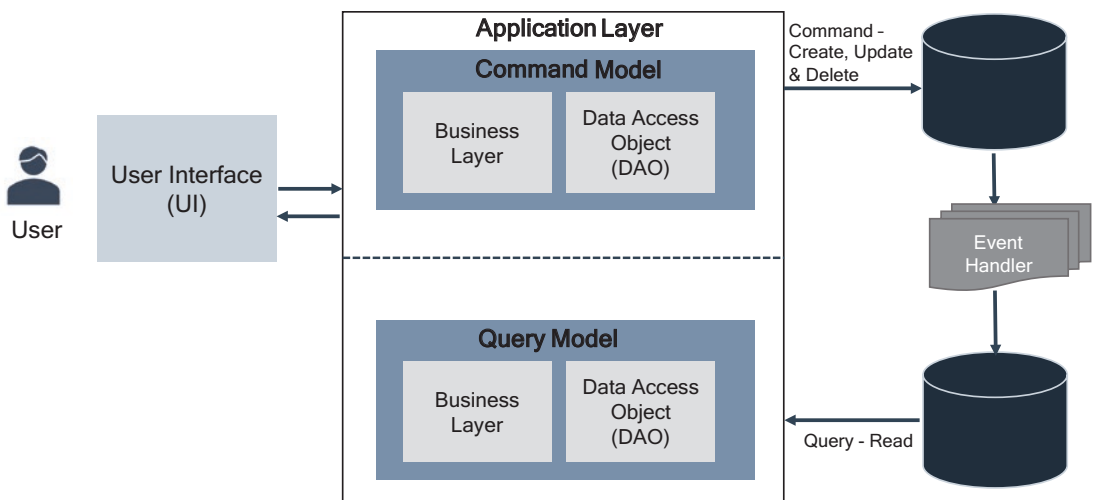 User
User Interface
(UI)
Application Layer
Command Model
Business
Layer
Data Access
Object
(DAO)
Query Model
Business
Layer
Data Access
Object
(DAO)
Command –
Create, Update
& Delete
Event
Handler
Query - Read